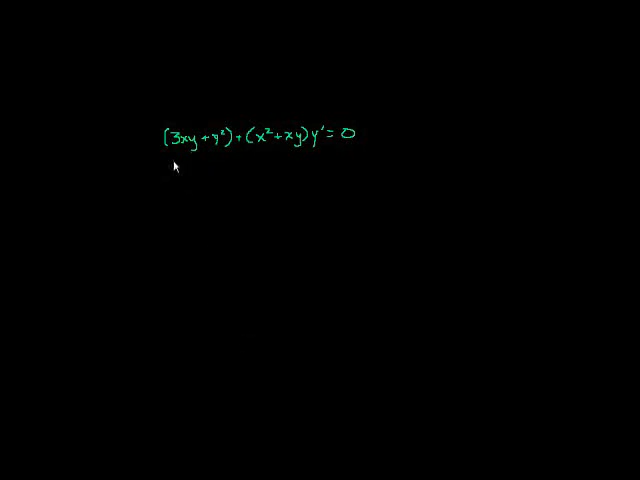 (3xy + y²) + (x² + xy) y' = 0